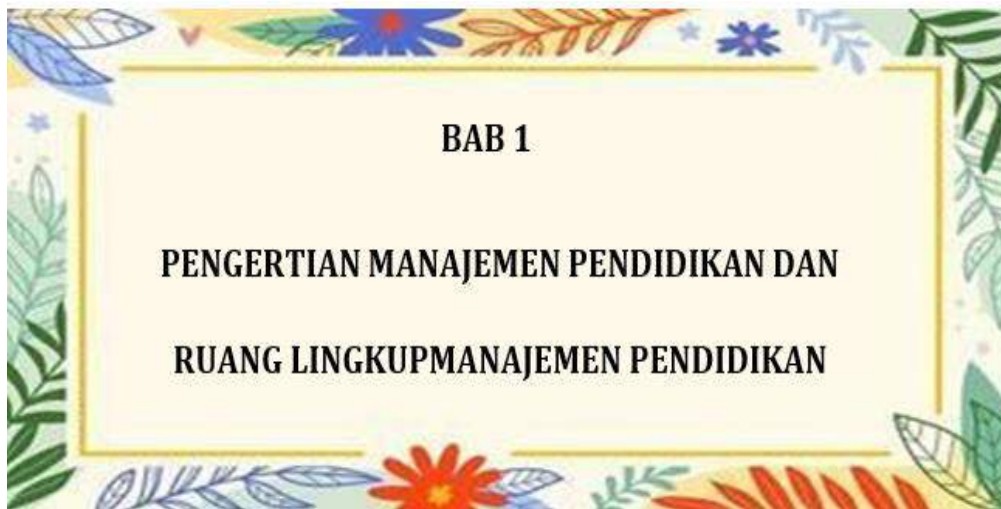 BAB 1
PENGERTIAN MANAJEMEN PENDIDIKAN DAN
RUANG LINGKUPMANAJEMEN PENDIDIKAN